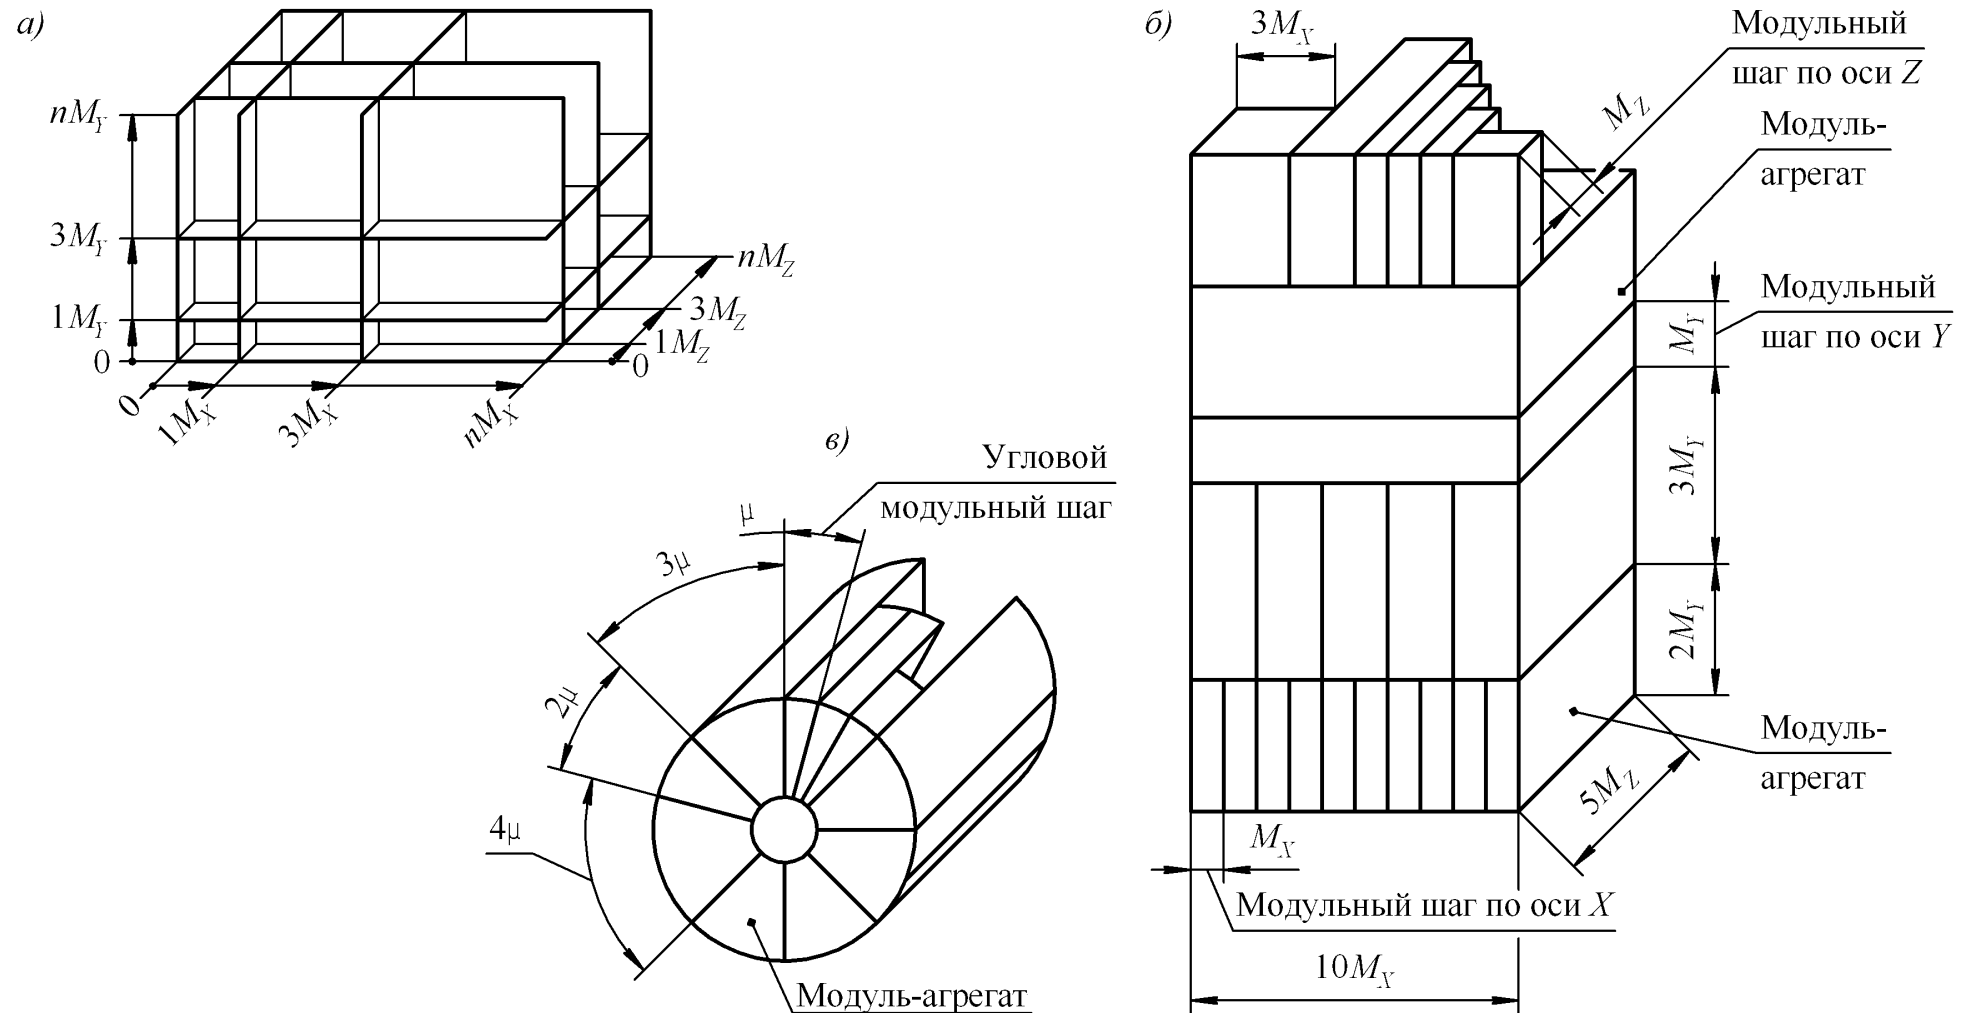 а)
nM_Y
3M_Y
1M_Y
0
0
1M_X
3M_X
nM_X
0
1M_Z
3M_Z
nM_Z
б)
3M_X
Модульный
шаг по оси Z
M_Z
Модуль-
агрегат
Модульный
шаг по оси Y
M_Y
3M_Y
2M_Y
Модуль-
агрегат
5M_Z
M_X
Модульный шаг по оси X
10M_X
в)
Угловой
модульный шаг
μ
3μ
2μ
4μ
Модуль-агрегат